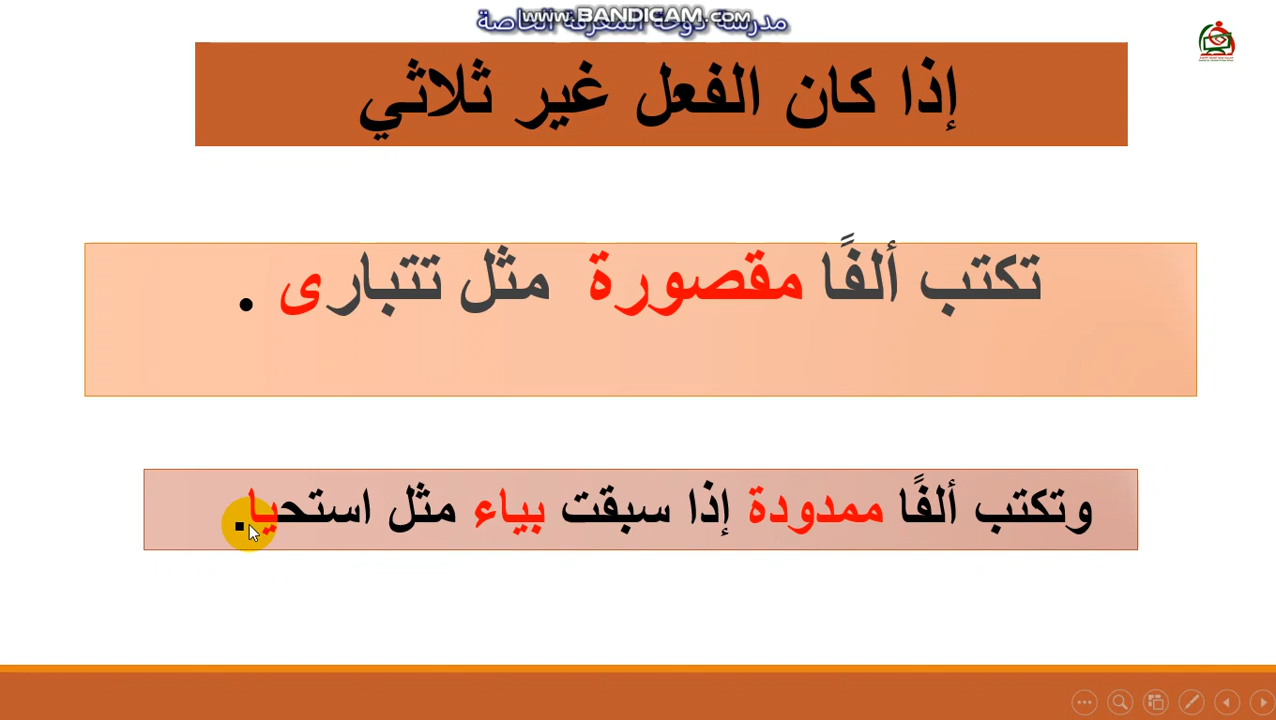 مدرسة دوحة المعرفة الخاصة
www.BANDICAM.com
إذا كان الفعل غير ثلاثي
تكتب ألفًا مقصورة مثل تتبارى .
وتكتب ألفًا ممدودة إذا سبقت بياء مثل استحيا.